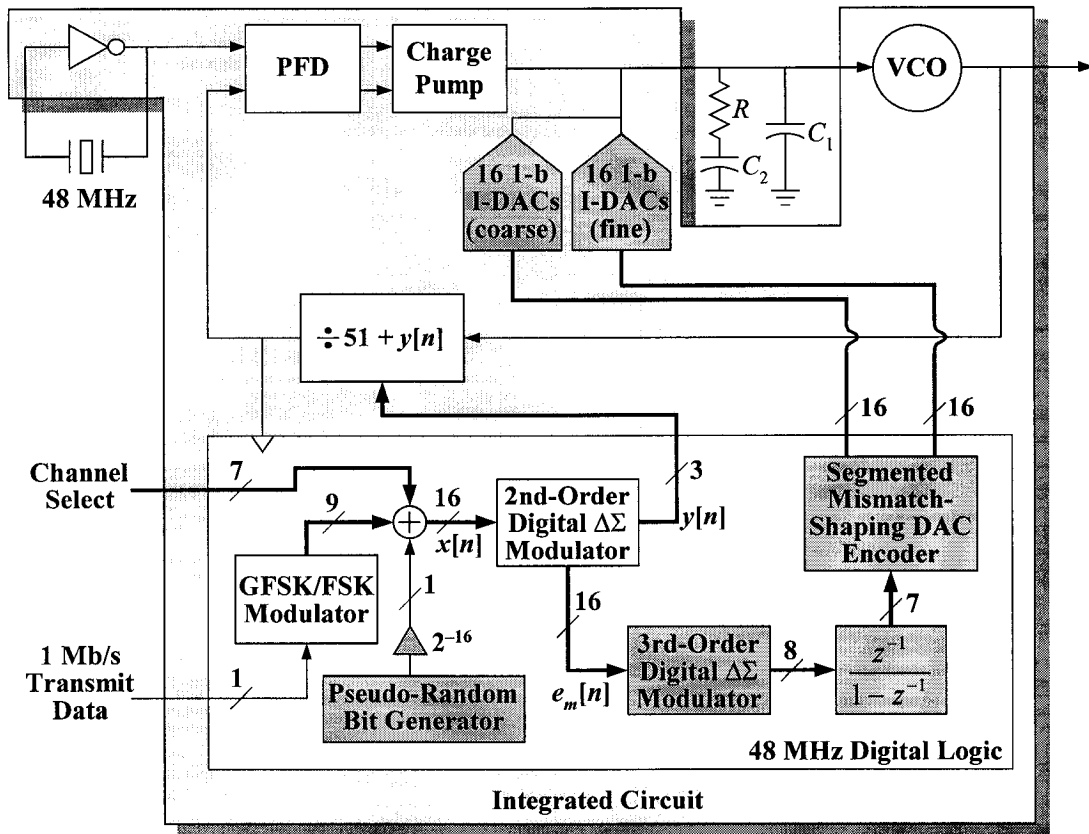 PFD
Charge
Pump
VCO
R
C2
C1
48 MHz
16 1-b
I-DACs
(coarse)
16 1-b
I-DACs
(fine)
÷ 51 + y[n]
16
16
Channel
Select
7
9
16
x[n]
2nd-Order
Digital ΔΣ
Modulator
3
y[n]
Segmented
Mismatch-
Shaping DAC
Encoder
GFSK/FSK
Modulator
1
2^{-16}
16
7
1 Mb/s
Transmit
Data
1
Pseudo-Random
Bit Generator
e_m[n]
3rd-Order
Digital ΔΣ
Modulator
8
z^{-1}
1 − z^{-1}
48 MHz Digital Logic
Integrated Circuit